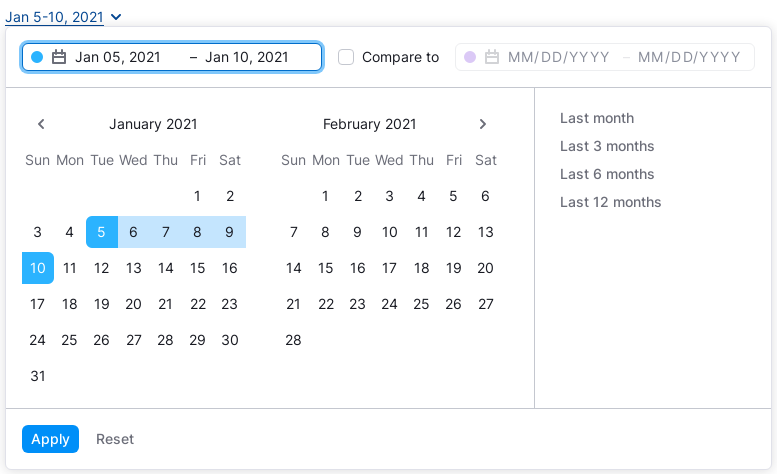 Jan 5-10, 2021
Jan 05, 2021 – Jan 10, 2021 Compare to MM/DD/YYYY – MM/DD/YYYY
January 2021
Sun Mon Tue Wed Thu Fri Sat
1 2
3 4 5 6 7 8 9
10 11 12 13 14 15 16
17 18 19 20 21 22 23
24 25 26 27 28 29 30
31
February 2021
Sun Mon Tue Wed Thu Fri Sat
1 2 3 4 5 6
7 8 9 10 11 12 13
14 15 16 17 18 19 20
21 22 23 24 25 26 27
28
Last month
Last 3 months
Last 6 months
Last 12 months
Apply Reset